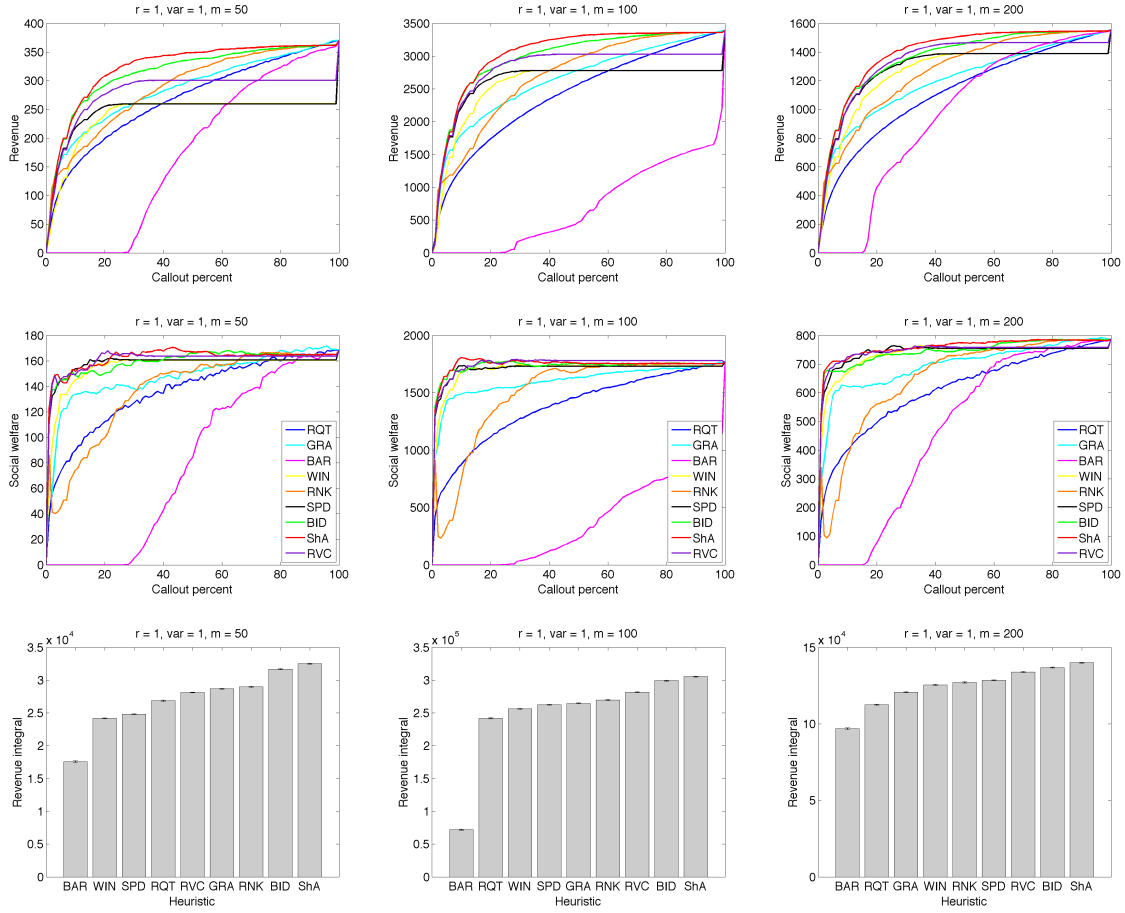 r = 1, var = 1, m = 50
400
350
300
250
200
150
100
50
0
Revenue
0 20 40 60 80 100
Callout percent
r = 1, var = 1, m = 100
3500
3000
2500
2000
1500
1000
500
0
Revenue
0 20 40 60 80 100
Callout percent
r = 1, var = 1, m = 200
1600
1400
1200
1000
800
600
400
200
0
Revenue
0 20 40 60 80 100
Callout percent
r = 1, var = 1, m = 50
180
160
140
120
100
80
60
40
20
0
Social welfare
RQT
GRA
BAR
WIN
RNK
SPD
BID
ShA
RVC
0 20 40 60 80 100
Callout percent
r = 1, var = 1, m = 100
2000
1500
1000
500
0
Social welfare
RQT
GRA
BAR
WIN
RNK
SPD
BID
ShA
RVC
0 20 40 60 80 100
Callout percent
r = 1, var = 1, m = 200
800
700
600
500
400
300
200
100
0
Social welfare
RQT
GRA
BAR
WIN
RNK
SPD
BID
ShA
RVC
0 20 40 60 80 100
Callout percent
r = 1, var = 1, m = 50
x 10^4
3.5
3
2.5
2
1.5
1
0.5
0
Revenue integral
BAR WIN SPD RQT RVC GRA RNK BID ShA
Heuristic
r = 1, var = 1, m = 100
x 10^5
3.5
3
2.5
2
1.5
1
0.5
0
Revenue integral
BAR RQT WIN SPD GRA RNK RVC BID ShA
Heuristic
r = 1, var = 1, m = 200
x 10^4
15
10
5
0
Revenue integral
BAR RQT GRA WIN RNK SPD RVC BID ShA
Heuristic